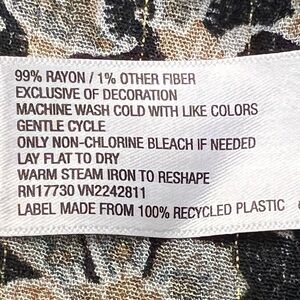 99% RAYON / 1% OTHER FIBER
EXCLUSIVE OF DECORATION
MACHINE WASH COLD WITH LIKE COLORS
GENTLE CYCLE
ONLY NON-CHLORINE BLEACH IF NEEDED
LAY FLAT TO DRY
WARM STEAM IRON TO RESHAPE
RN17730 VN2242811
LABEL MADE FROM 100% RECYCLED PLASTIC